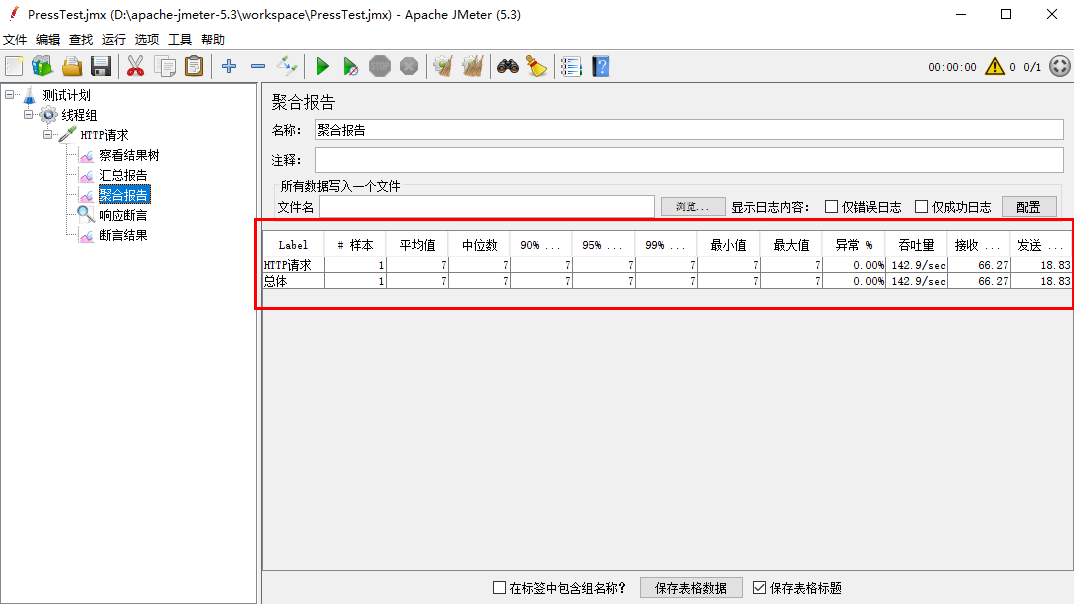 PressTest.jmx (D:\apache-jmeter-5.3\workspace\PressTest.jmx) - Apache JMeter (5.3)
文件 编辑 查找 运行 选项 工具 帮助
STOP 00:00:00 0 0/1
测试计划
线程组
HTTP请求
察看结果树
汇总报告
聚合报告
响应断言
断言结果
聚合报告
名称： 聚合报告
注释：
所有数据写入一个文件
文件名 浏览... 显示日志内容： 仅错误日志 仅成功日志 配置
Label # 样本 平均值 中位数 90% ... 95% ... 99% ... 最小值 最大值 异常 % 吞吐量 接收 ... 发送 ...
HTTP请求 1 7 7 7 7 7 7 7 0.00% 142.9/sec 66.27 18.83
总体 1 7 7 7 7 7 7 7 0.00% 142.9/sec 66.27 18.83
在标签中包含组名称? 保存表格数据 保存表格标题